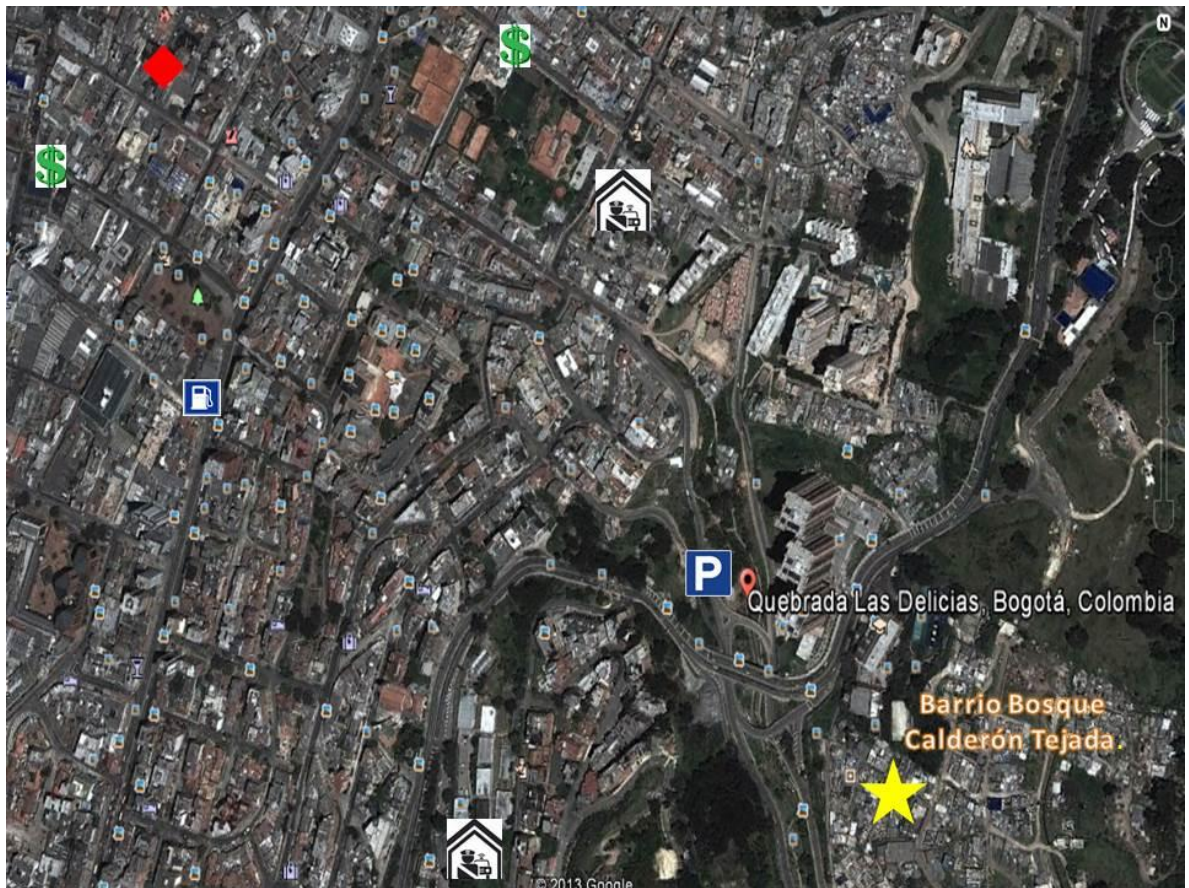 N
$
$
P
Quebrada Las Delicias, Bogotá, Colombia
Barrio Bosque
Calderón Tejada.
© 2013 Google